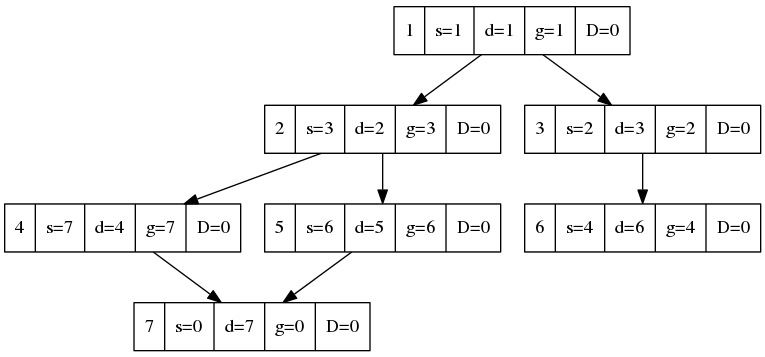 1 s=1 d=1 g=1 D=0
2 s=3 d=2 g=3 D=0
3 s=2 d=3 g=2 D=0
4 s=7 d=4 g=7 D=0
5 s=6 d=5 g=6 D=0
6 s=4 d=6 g=4 D=0
7 s=0 d=7 g=0 D=0